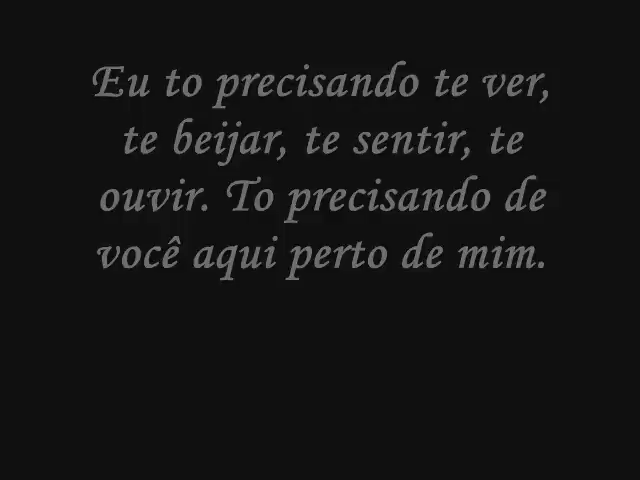 Eu to precisando te ver,
te beijar, te sentir, te
ouvir. To precisando de
você aqui perto de mim.